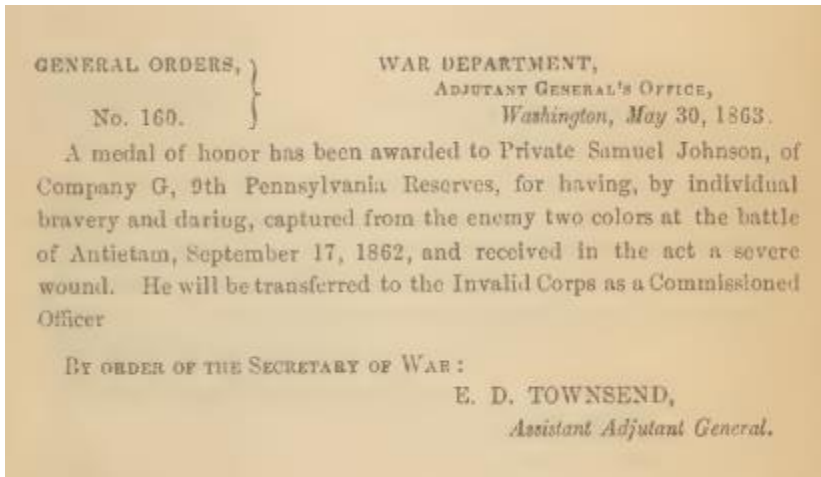 GENERAL ORDERS,
No. 160.
WAR DEPARTMENT,
ADJUTANT GENERAL'S OFFICE,
Washington, May 30, 1863.
A medal of honor has been awarded to Private Samuel Johnson, of
Company G, 9th Pennsylvania Reserves, for having, by individual
bravery and daring, captured from the enemy two colors at the battle
of Antietam, September 17, 1862, and received in the act a severe
wound. He will be transferred to the Invalid Corps as a Commissioned
Officer
BY ORDER OF THE SECRETARY OF WAR:
E. D. TOWNSEND,
Assistant Adjutant General.